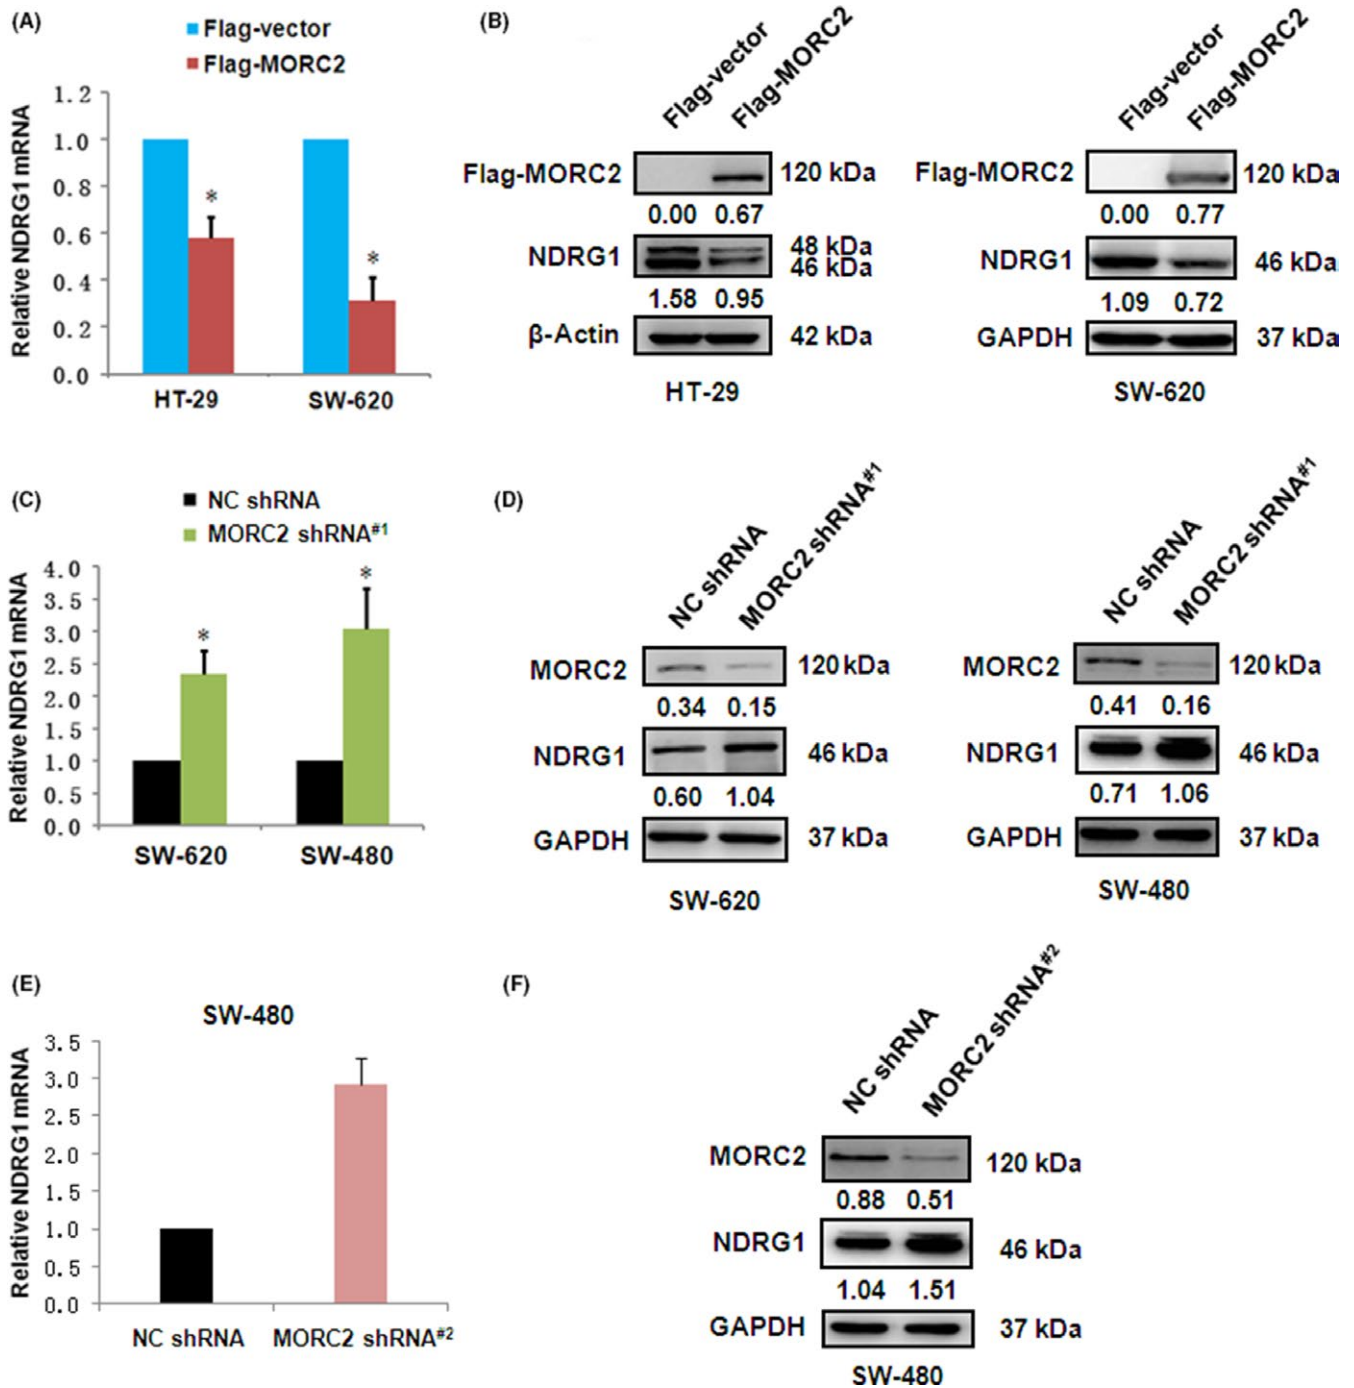 (A)
Flag-vector
Flag-MORC2
Relative NDRG1 mRNA
1.2
1.0
0.8
0.6
0.4
0.2
0.0
*
*
HT-29 SW-620
(B)
Flag-vector
Flag-MORC2
Flag-MORC2 120 kDa
0.00 0.67
NDRG1 48 kDa
46 kDa
1.58 0.95
β-Actin 42 kDa
HT-29
Flag-vector
Flag-MORC2
Flag-MORC2 120 kDa
0.00 0.77
NDRG1 46 kDa
1.09 0.72
GAPDH 37 kDa
SW-620
(C)
NC shRNA
MORC2 shRNA#1
Relative NDRG1 mRNA
4.0
3.5
3.0
2.5
2.0
1.5
1.0
0.5
0.0
*
*
SW-620 SW-480
(D)
NC shRNA
MORC2 shRNA#1
MORC2 120 kDa
0.34 0.15
NDRG1 46 kDa
0.60 1.04
GAPDH 37 kDa
SW-620
NC shRNA
MORC2 shRNA#1
MORC2 120 kDa
0.41 0.16
NDRG1 46 kDa
0.71 1.06
GAPDH 37 kDa
SW-480
(E)
SW-480
Relative NDRG1 mRNA
3.5
3.0
2.5
2.0
1.5
1.0
0.5
0.0
NC shRNA MORC2 shRNA#2
(F)
NC shRNA
MORC2 shRNA#2
MORC2 120 kDa
0.88 0.51
NDRG1 46 kDa
1.04 1.51
GAPDH 37 kDa
SW-480